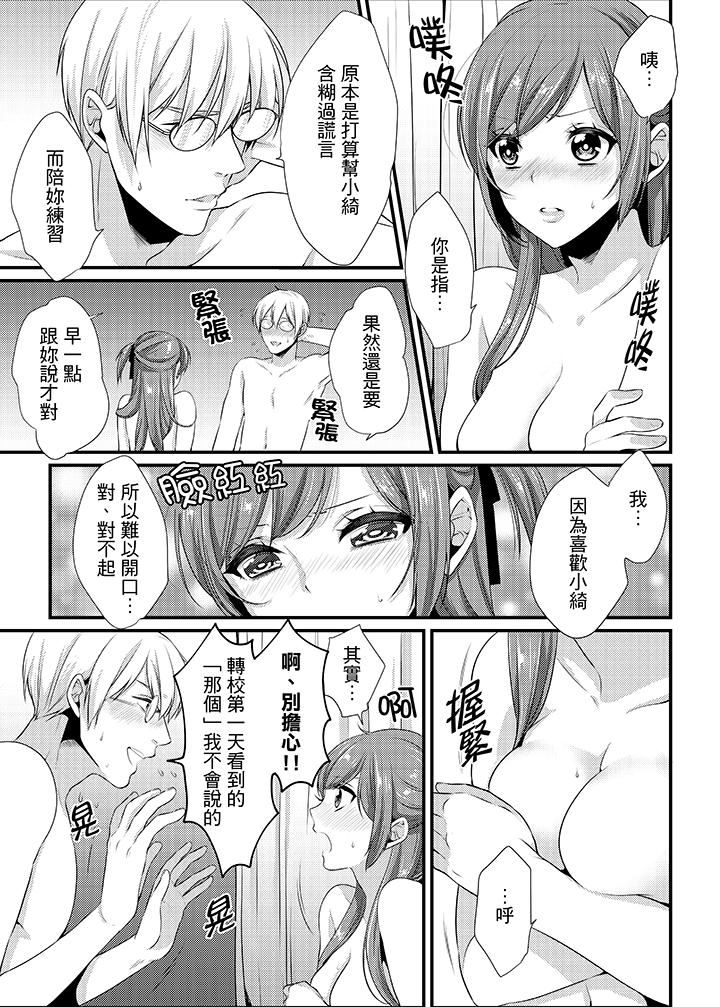 咦…
噗
咚
你是指…
噗
咚
原本是打算幫小綺
含糊過謊言
而陪妳練習
果然還是要
緊張
緊張
早一點
跟妳說才對
我…
因為喜歡小綺
臉紅紅
所以難以開口…
對、對不起
握緊
…呼
其實…
啊
啊、別擔心!!
轉校第一天看到的
「那個」我不會說的
晃
晃